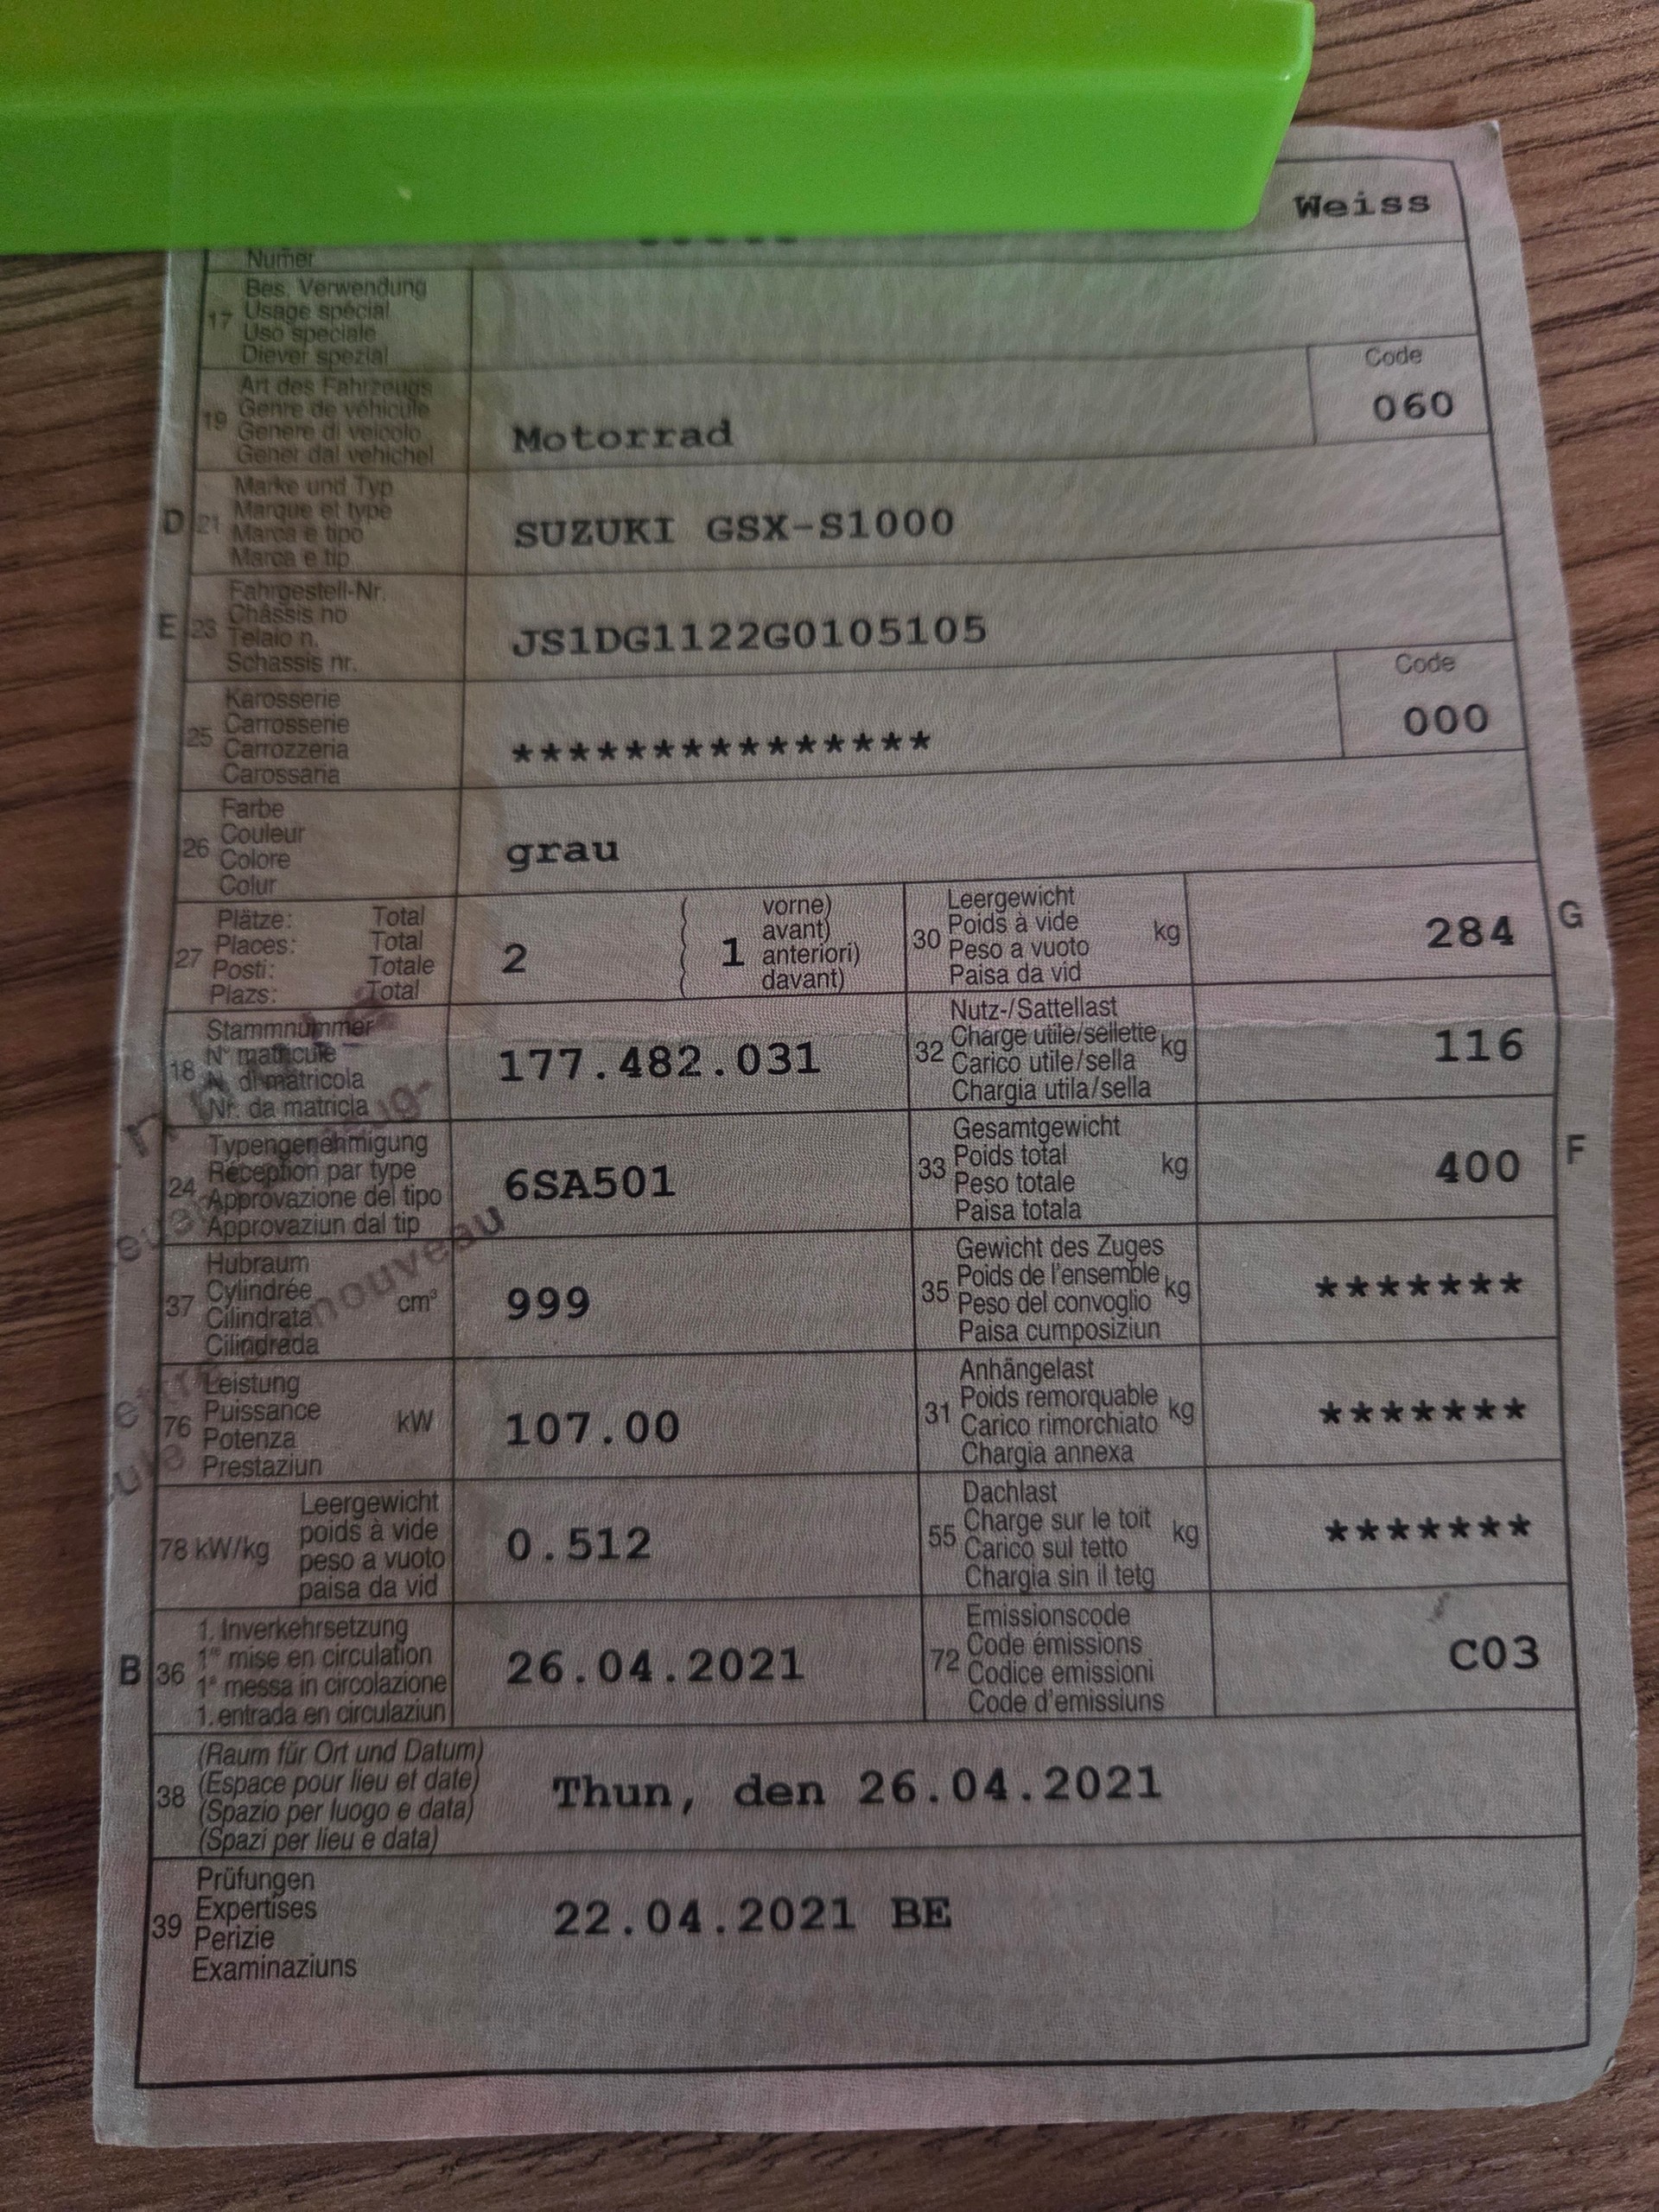 Weiss
Numer
17 Bes. Verwendung
Usage spécial
Uso speciale
Diever spezial
19 Art des Fahrzeugs
Genre de véhicule
Genere di veicolo
Gener dal vehichel
Motorrad
Code
060
D 21 Marke und Typ
Marque et type
Marca e tipo
Marca e tip
SUZUKI GSX-S1000
E 23 Fahrgestell-Nr.
Châssis no
Telaio n.
Schassis nr.
JS1DG1122G0105105
25 Karosserie
Carrosserie
Carrozzeria
Carossaria
***************
Code
000
26 Farbe
Couleur
Colore
Colur
grau
27 Plätze: Total
Places: Total
Posti: Totale
Plazs: Total
2
1
vorne)
avant)
anteriori)
davant)
30 Leergewicht
Poids à vide
Peso a vuoto
Paisa da vid
kg
284
G
18 Stammnummer
N° matricule
N. di matricola
Nr. da matricla
177.482.031
32 Nutz-/Sattellast
Charge utile/sellette
Carico utile/sella
Chargia utila/sella
kg
116
24 Typengenehmigung
Réception par type
Approvazione del tipo
Approvaziun dal tip
6SA501
33 Gesamtgewicht
Poids total
Peso totale
Paisa totala
kg
400
F
37 Hubraum
Cylindrée
Cilindrata
Cilindrada
cm³
999
nouveau
35 Gewicht des Zuges
Poids de l'ensemble
Peso del convoglio
Paisa cumposiziun
kg
*******
76 Leistung
Puissance
Potenza
Prestaziun
kW
107.00
31 Anhängelast
Poids remorquable
Carico rimorchiato
Chargia annexa
kg
*******
78 kW/kg
Leergewicht
poids à vide
peso a vuoto
paisa da vid
0.512
55 Dachlast
Charge sur le toit
Carico sul tetto
Chargia sin il tetg
kg
*******
B 36 1. Inverkehrsetzung
1re mise en circulation
1a messa in circolazione
1. entrada en circulaziun
26.04.2021
72 Emissionscode
Code émissions
Codice emissioni
Code d'emissiuns
C03
38 (Raum für Ort und Datum)
(Espace pour lieu et date)
(Spazio per luogo e data)
(Spazi per lieu e data)
Thun, den 26.04.2021
39 Prüfungen
Expertises
Perizie
Examinaziuns
22.04.2021 BE